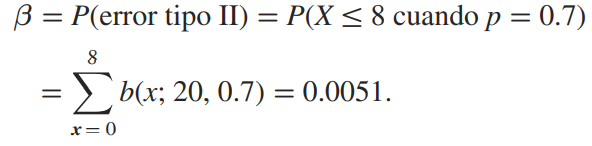 β = P(error tipo II) = P(X ≤ 8 cuando p = 0.7)
8
= ∑ b(x; 20, 0.7) = 0.0051.
x = 0